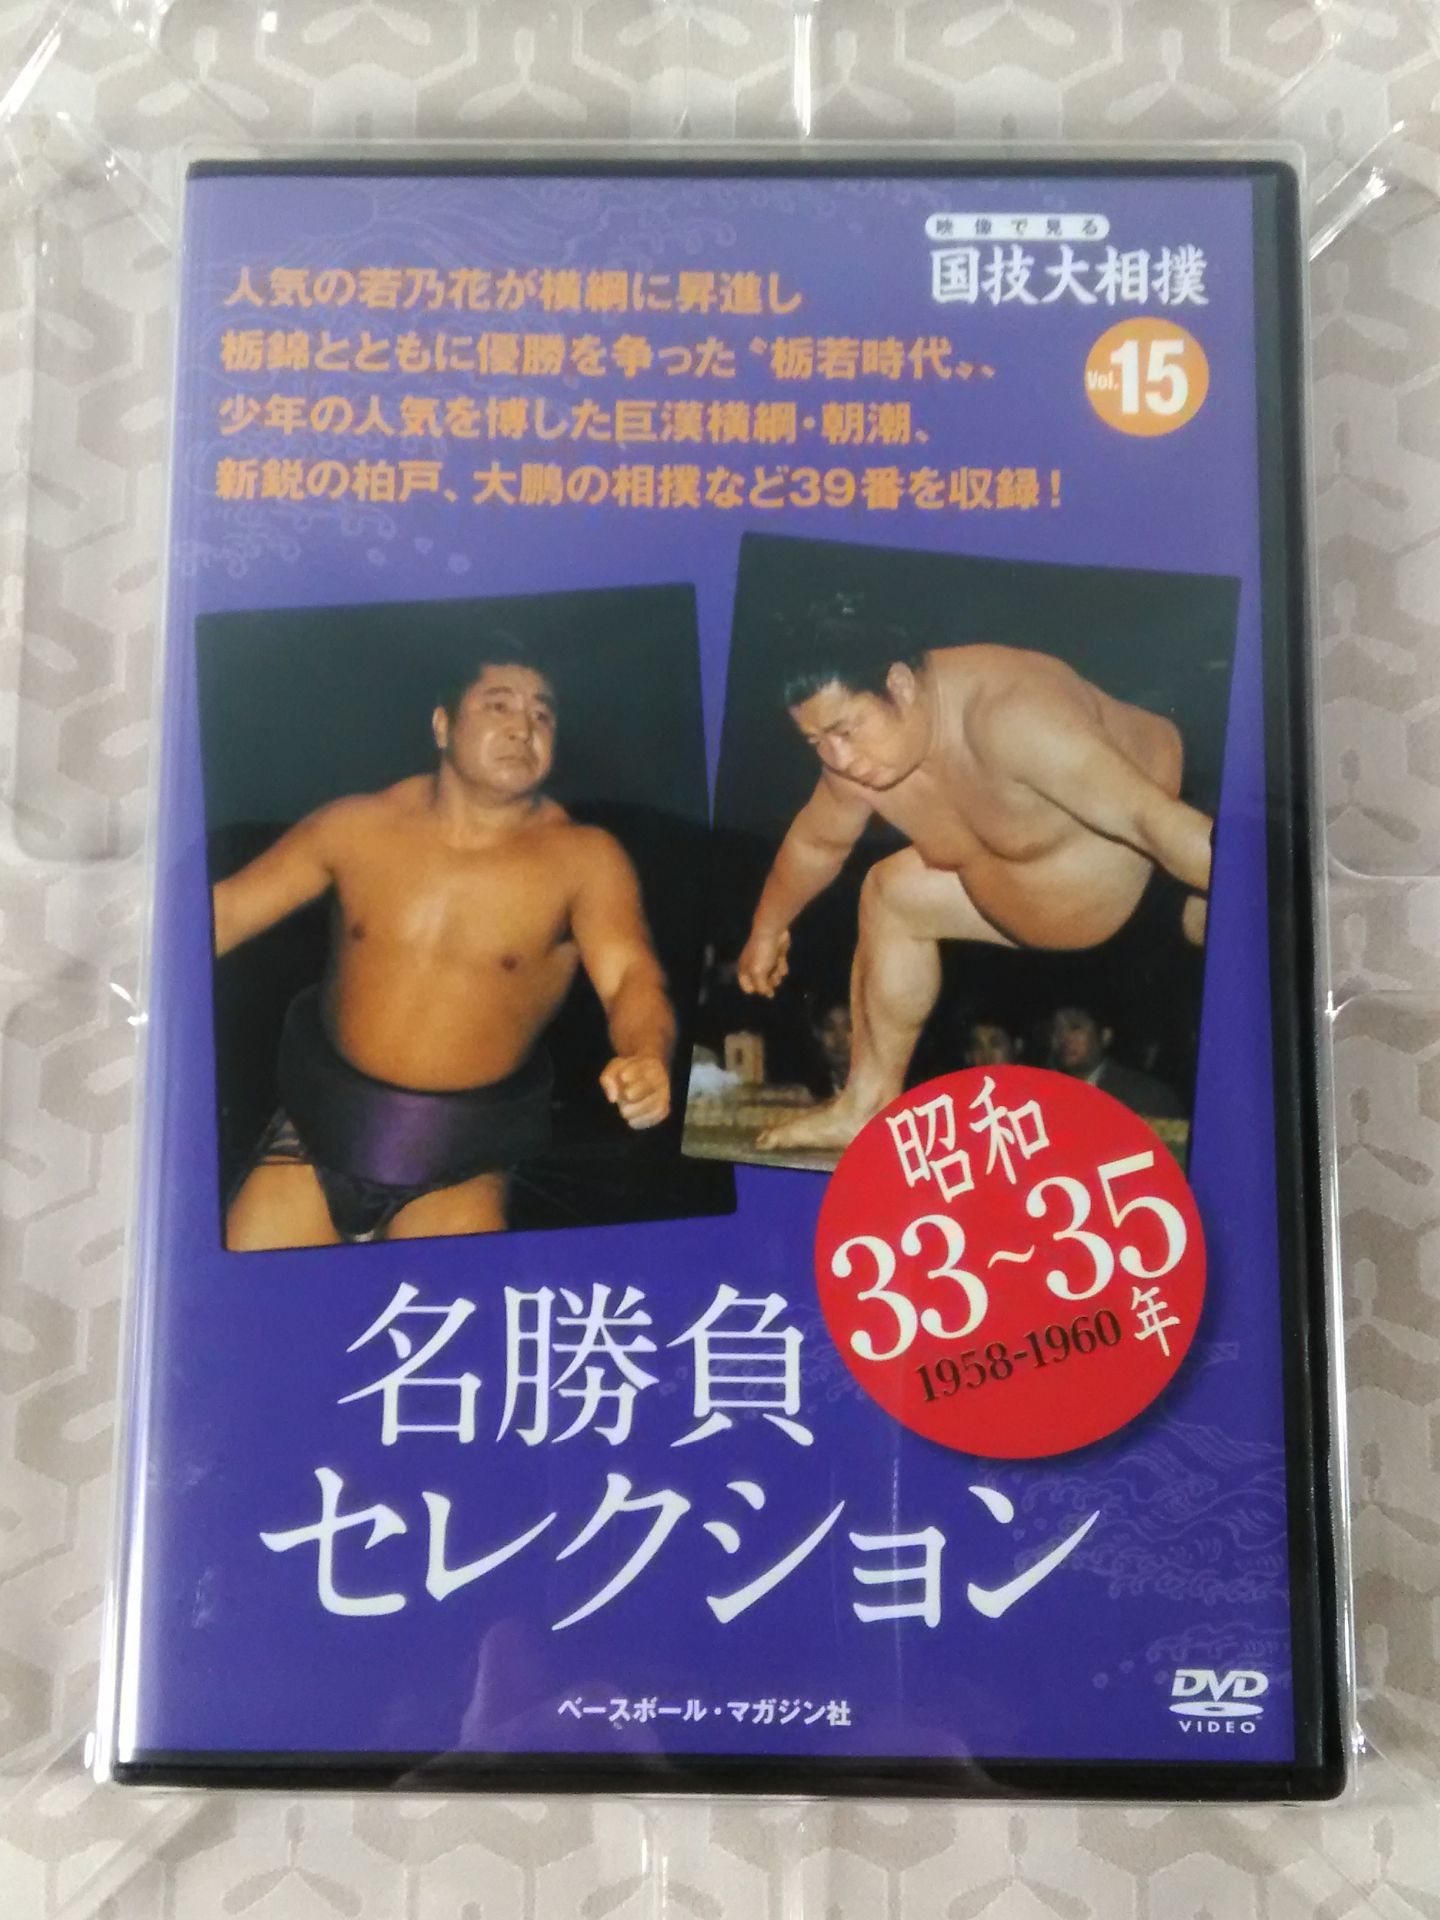 映像で見る
国技大相撲
Vol.15
人気の若乃花が横綱に昇進し
栃錦とともに優勝を争った〝栃若時代〟、
少年の人気を博した巨漢横綱・朝潮、
新鋭の柏戸、大鵬の相撲など39番を収録！
昭和
33〜35年
1958-1960
名勝負
セレクション
ベースボール・マガジン社
DVD
VIDEO